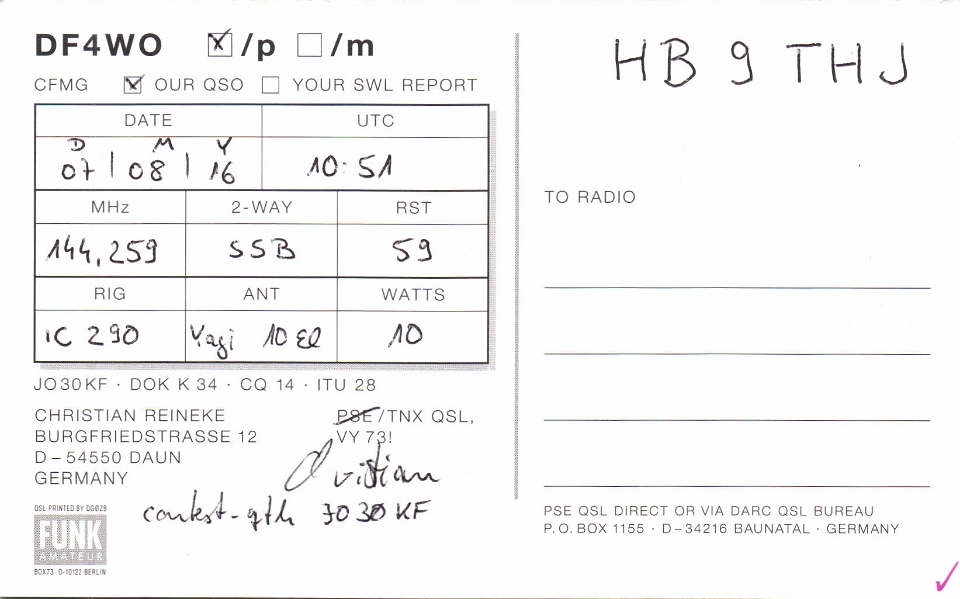 DF4WO /p /m
CFMG OUR QSO YOUR SWL REPORT
DATE UTC
D M Y
07 | 08 | 16 10:51
MHz 2-WAY RST
144,259 SSB 59
RIG ANT WATTS
IC 290 Yagi 10 El 10
JO30KF · DOK K 34 · CQ 14 · ITU 28
CHRISTIAN REINEKE
BURGFRIEDSTRASSE 12
D – 54550 DAUN
GERMANY
PSE/TNX QSL,
VY 73!
Christian
contest-qth JO30KF
QSL PRINTED BY DG0ZB
FUNK
AMATEUR
BOX73 · D-10122 BERLIN
HB9THJ
TO RADIO
PSE QSL DIRECT OR VIA DARC QSL BUREAU
P.O. BOX 1155 · D–34216 BAUNATAL · GERMANY